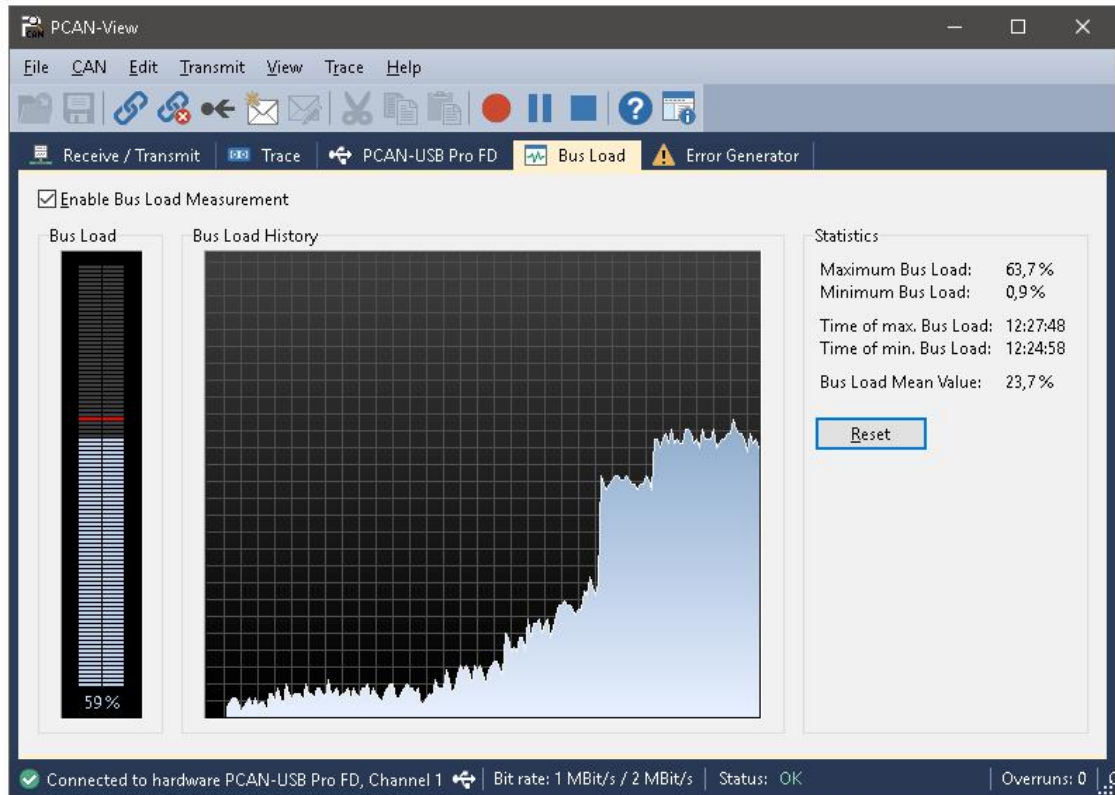 PCAN-View
File CAN Edit Transmit View Trace Help
Receive / Transmit Trace PCAN-USB Pro FD Bus Load Error Generator
Enable Bus Load Measurement
Bus Load
59%
Bus Load History
Statistics
Maximum Bus Load: 63,7%
Minimum Bus Load: 0,9%
Time of max. Bus Load: 12:27:48
Time of min. Bus Load: 12:24:58
Bus Load Mean Value: 23,7%
Reset
Connected to hardware PCAN-USB Pro FD, Channel 1 Bit rate: 1 MBit/s / 2 MBit/s Status: OK Overruns: 0